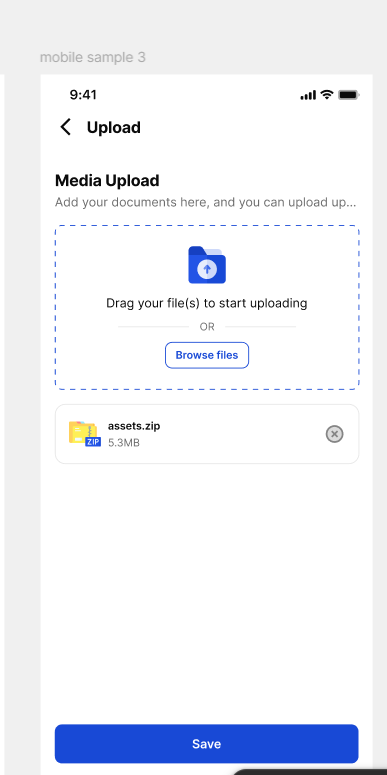 mobile sample 3
9:41
Upload
Media Upload
Add your documents here, and you can upload up...
Drag your file(s) to start uploading
OR
Browse files
assets.zip
ZIP
5.3MB
Save